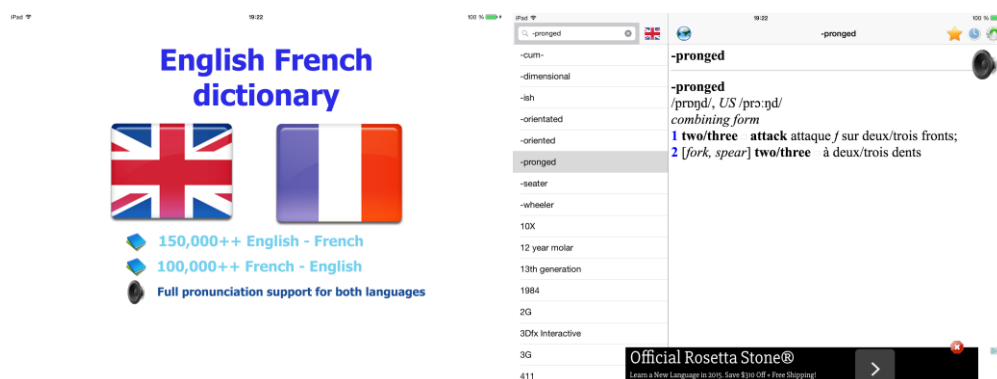 iPad 19:22 100 %
English French
dictionary
150,000++ English - French
100,000++ French - English
Full pronunciation support for both languages
iPad 19:22 100 %
-pronged
-pronged
-cum-
-dimensional
-ish
-orientated
-oriented
-pronged
-seater
-wheeler
10X
12 year molar
13th generation
1984
2G
3Dfx Interactive
3G
411
-pronged
-pronged
/prɒŋd/, US /prɔːŋd/
combining form
1 two/three attack attaque f sur deux/trois fronts;
2 [fork, spear] two/three à deux/trois dents
Official Rosetta Stone®
Learn a New Language in 2015. Save $310 Off + Free Shipping!